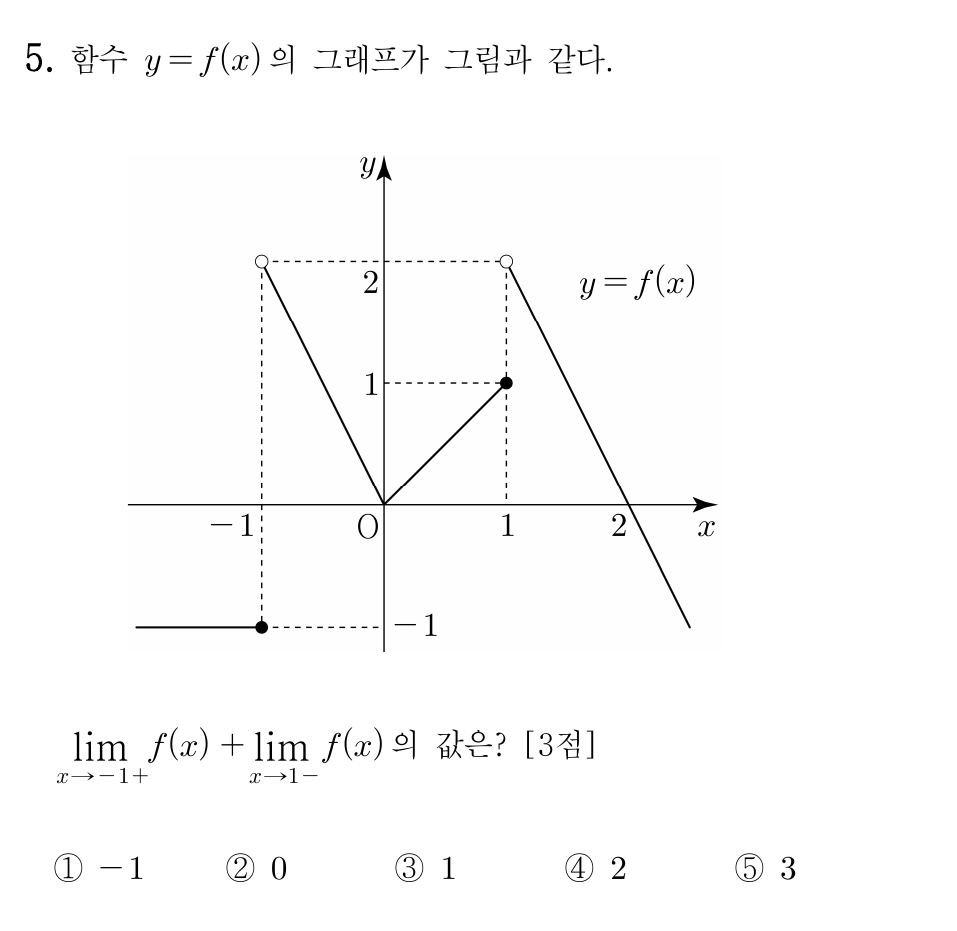 5. 함수 y=f(x)의 그래프가 그림과 같다.
y
2
y=f(x)
1
-1 O 1 2 x
-1
lim f(x)+lim f(x)의 값은? [3점]
x→-1+ x→1-
① -1 ② 0 ③ 1 ④ 2 ⑤ 3